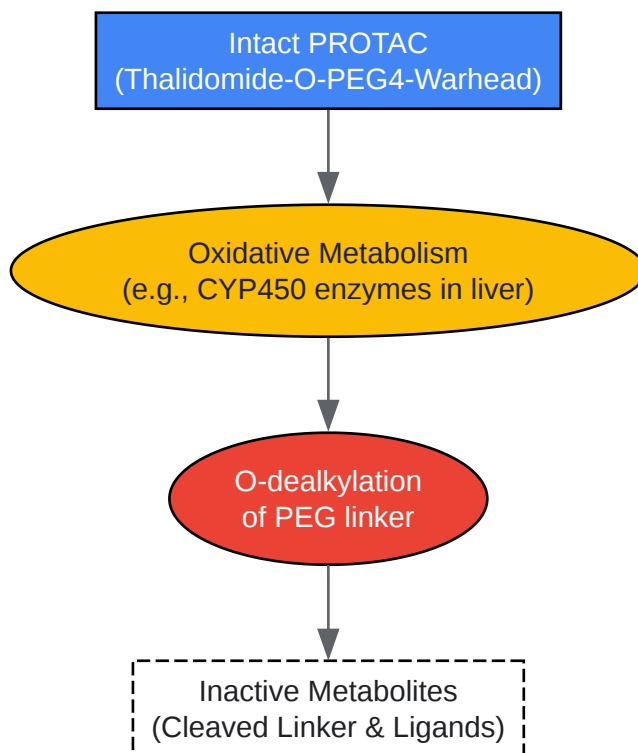 Intact PROTAC
(Thalidomide-O-PEG4-Warhead)
Oxidative Metabolism
(e.g., CYP450 enzymes in liver)
O-dealkylation
of PEG linker
Inactive Metabolites
(Cleaved Linker & Ligands)